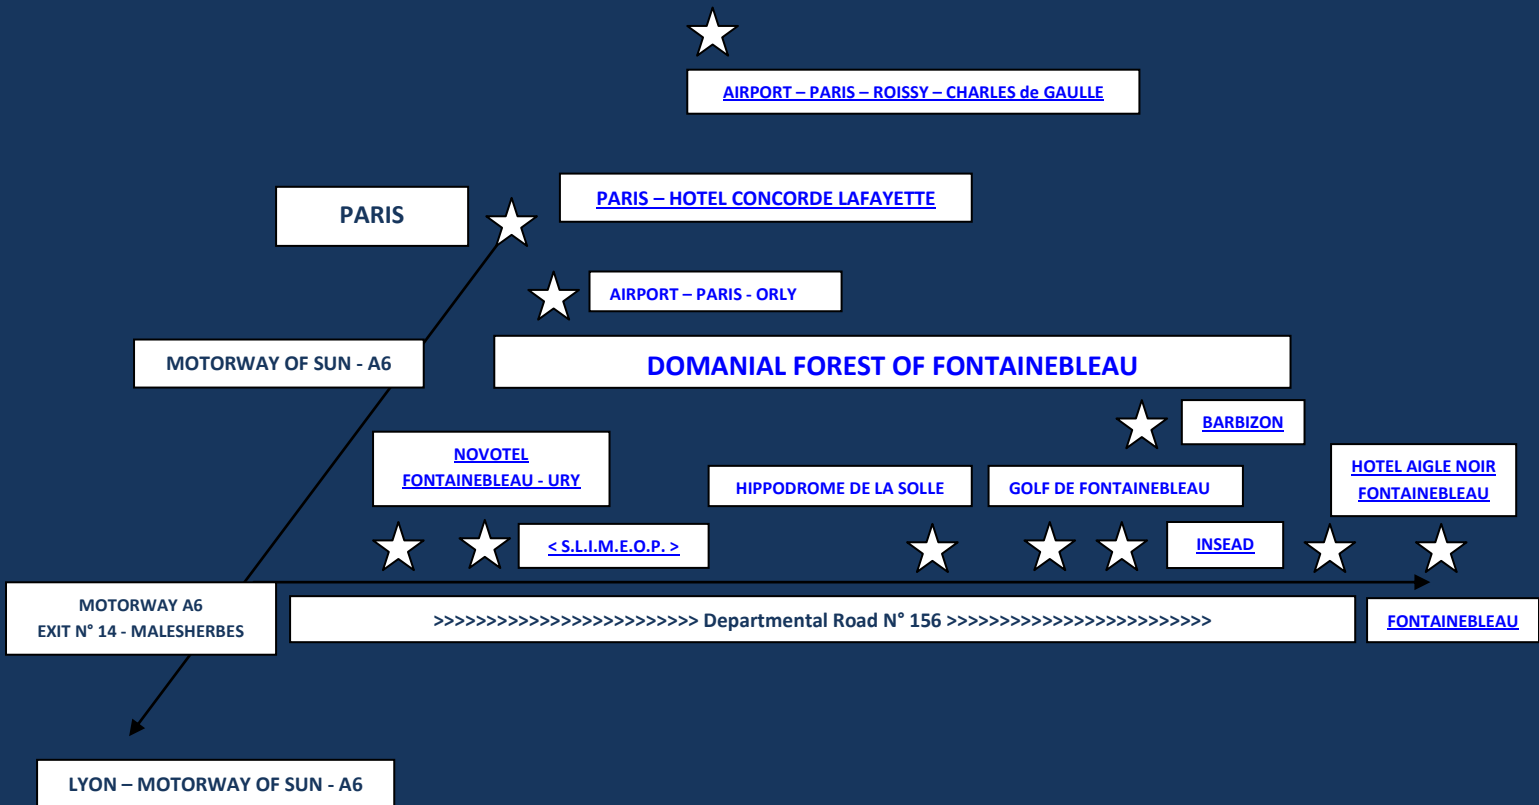 AIRPORT – PARIS – ROISSY – CHARLES de GAULLE
PARIS – HOTEL CONCORDE LAFAYETTE
PARIS
AIRPORT – PARIS - ORLY
MOTORWAY OF SUN - A6
DOMANIAL FOREST OF FONTAINEBLEAU
BARBIZON
NOVOTEL
FONTAINEBLEAU - URY
HIPPODROME DE LA SOLLE
GOLF DE FONTAINEBLEAU
HOTEL AIGLE NOIR
FONTAINEBLEAU
< S.L.I.M.E.O.P. >
INSEAD
MOTORWAY A6
EXIT N° 14 - MALESHERBES
>>>>>>>>>>>>>>>>>>>>>>>>> Departmental Road N° 156 >>>>>>>>>>>>>>>>>>>>>>>>>
FONTAINEBLEAU
LYON – MOTORWAY OF SUN - A6